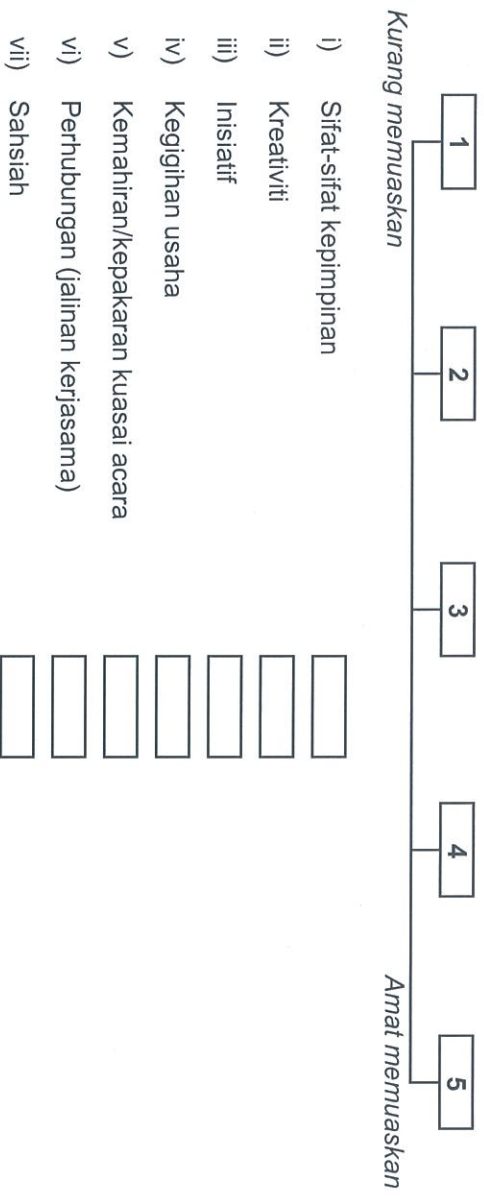 1 2 3 4 5
Kurang memuaskan Amat memuaskan
i) Sifat-sifat kepimpinan
ii) Kreativiti
iii) Inisiatif
iv) Kegigihan usaha
v) Kemahiran/kepakaran kuasai acara
vi) Perhubungan (jalinan kerjasama)
vii) Sahsiah